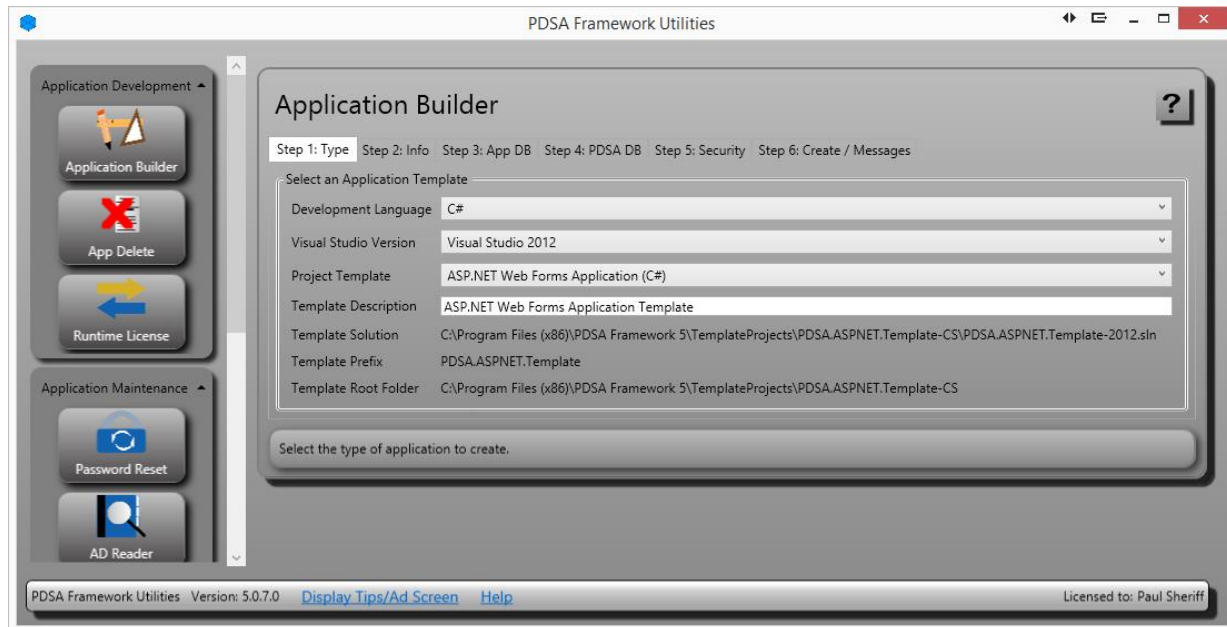 PDSA Framework Utilities
Application Development
Application Builder
App Delete
Runtime License
Application Maintenance
Password Reset
AD Reader
Application Builder
?
Step 1: Type Step 2: Info Step 3: App DB Step 4: PDSA DB Step 5: Security Step 6: Create / Messages
Select an Application Template
Development Language C#
Visual Studio Version Visual Studio 2012
Project Template ASP.NET Web Forms Application (C#)
Template Description ASP.NET Web Forms Application Template
Template Solution C:\Program Files (x86)\PDSA Framework 5\TemplateProjects\PDSA.ASPNET.Template-CS\PDSA.ASPNET.Template-2012.sln
Template Prefix PDSA.ASPNET.Template
Template Root Folder C:\Program Files (x86)\PDSA Framework 5\TemplateProjects\PDSA.ASPNET.Template-CS
Select the type of application to create.
PDSA Framework Utilities Version: 5.0.7.0 Display Tips/Ad Screen Help Licensed to: Paul Sheriff